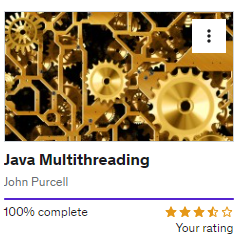 Java Multithreading
John Purcell
100% complete
Your rating